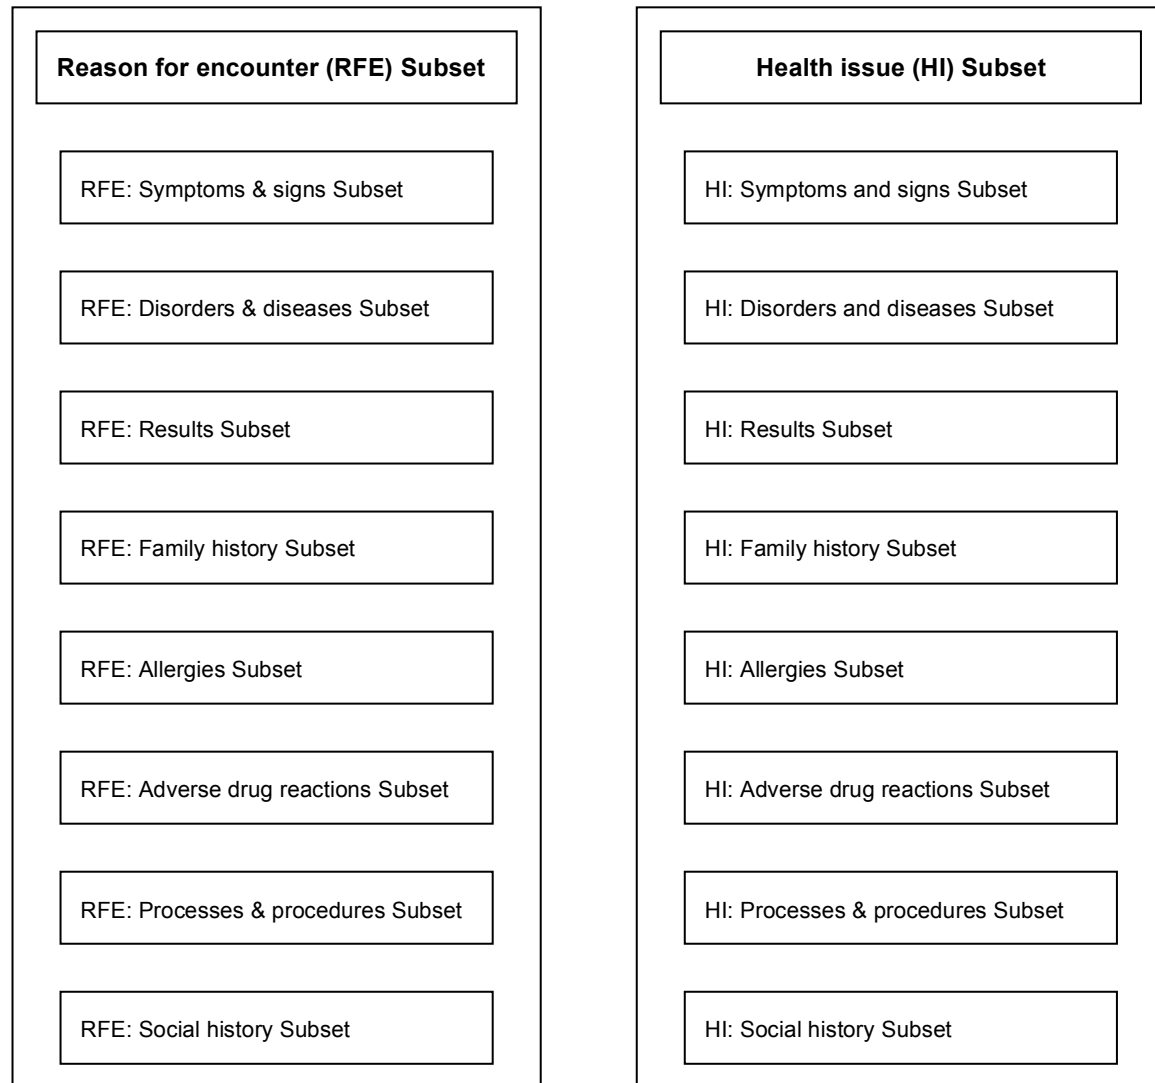 Reason for encounter (RFE) Subset
RFE: Symptoms & signs Subset
RFE: Disorders & diseases Subset
RFE: Results Subset
RFE: Family history Subset
RFE: Allergies Subset
RFE: Adverse drug reactions Subset
RFE: Processes & procedures Subset
RFE: Social history Subset
Health issue (HI) Subset
HI: Symptoms and signs Subset
HI: Disorders and diseases Subset
HI: Results Subset
HI: Family history Subset
HI: Allergies Subset
HI: Adverse drug reactions Subset
HI: Processes & procedures Subset
HI: Social history Subset